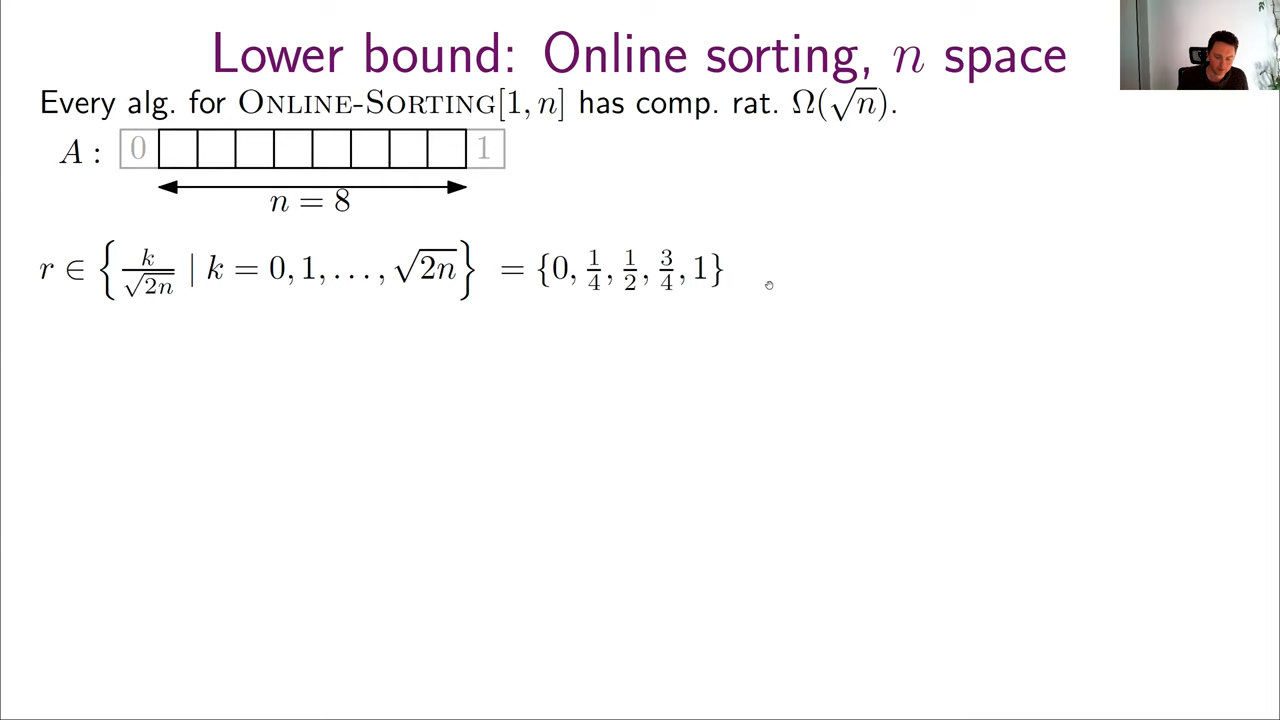 Lower bound: Online sorting, n space
Every alg. for ONLINE-SORTING[1, n] has comp. rat. Ω(√n).
A : 0 1
n = 8
r ∈ { k/√2n | k = 0, 1, . . . , √2n } = {0, 1/4, 1/2, 3/4, 1}